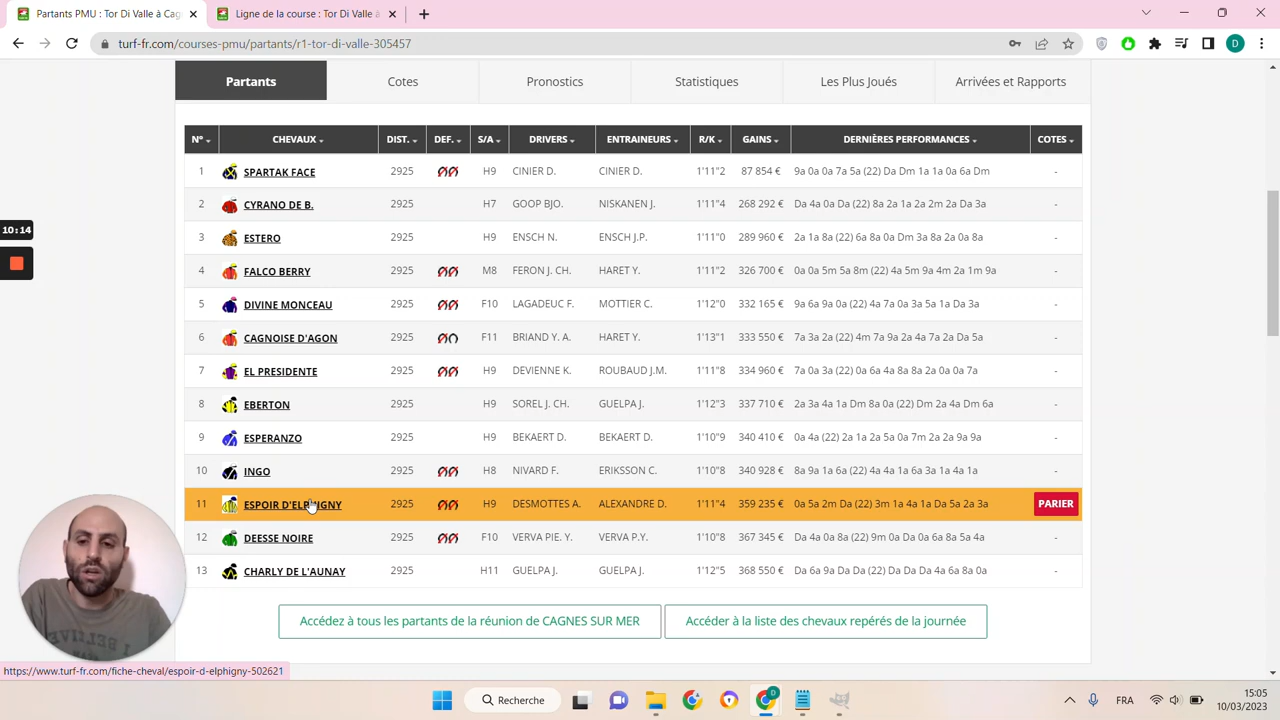 Partants PMU : Tor Di Valle à Cag
Ligne de la course : Tor Di Valle à
turf-fr.com/courses-pmu/partants/r1-tor-di-valle-305457
D
Partants Cotes Pronostics Statistiques Les Plus Joués Arrivées et Rapports
N° CHEVAUX DIST. DEF. S/A DRIVERS ENTRAINEURS R/K GAINS DERNIÈRES PERFORMANCES COTES
1 SPARTAK FACE 2925 H9 CINIER D. CINIER D. 1'11"2 87 854 € 9a 0a 0a 7a 5a (22) Da Dm 1a 1a 0a 6a Dm -
2 CYRANO DE B. 2925 H7 GOOP BJO. NISKANEN J. 1'11"4 268 292 € Da 4a 0a Da (22) 8a 2a 1a 2a 2m 2a Da 3a -
10:14
3 ESTERO 2925 H9 ENSCH N. ENSCH J.P. 1'11"0 289 960 € 2a 1a 8a (22) 6a 8a 0a Dm 3a 8a 2a 0a 8a -
4 FALCO BERRY 2925 M8 FERON J. CH. HARET Y. 1'11"2 326 700 € 0a 0a 5m 5a 8m (22) 4a 5m 9a 4m 2a 1m 9a -
5 DIVINE MONCEAU 2925 F10 LAGADEUC F. MOTTIER C. 1'12"0 332 165 € 9a 6a 9a 0a (22) 4a 7a 0a 3a 1a 1a Da 3a -
6 CAGNOISE D'AGON 2925 F11 BRIAND Y. A. HARET Y. 1'13"1 333 550 € 7a 3a 2a (22) 4m 7a 9a 2a 4a 7a 2a Da 5a -
7 EL PRESIDENTE 2925 H9 DEVIENNE K. ROUBAUD J.M. 1'11"8 334 960 € 7a 0a 3a (22) 0a 6a 4a 8a 8a 2a 0a 0a 7a -
8 EBERTON 2925 H9 SOREL J. CH. GUELPA J. 1'12"3 337 710 € 2a 3a 4a 1a Dm 8a 0a (22) Dm 2a 4a Dm 6a -
9 ESPERANZO 2925 H9 BEKAERT D. BEKAERT D. 1'10"9 340 410 € 0a 4a (22) 2a 1a 2a 5a 0a 7m 2a 2a 9a 9a -
10 INGO 2925 H8 NIVARD F. ERIKSSON C. 1'10"8 340 928 € 8a 9a 1a 6a (22) 4a 4a 1a 6a 3a 1a 4a 1a -
11 ESPOIR D'ELPHIGNY 2925 H9 DESMOTTES A. ALEXANDRE D. 1'11"4 359 235 € 0a 5a 2m Da (22) 3m 1a 4a 1a Da 5a 2a 3a PARIER
12 DEESSE NOIRE 2925 F10 VERVA PIE. Y. VERVA P.Y. 1'10"8 367 345 € Da 4a 0a 8a (22) 9m 0a Da 0a 6a 8a 5a 4a -
13 CHARLY DE L'AUNAY 2925 H11 GUELPA J. GUELPA J. 1'12"5 368 550 € Da 6a 9a Da Da (22) Da Da Da 4a 6a 8a 0a -
Accédez à tous les partants de la réunion de CAGNES SUR MER
Accéder à la liste des chevaux repérés de la journée
https://www.turf-fr.com/fiche-cheval/espoir-d-elphigny-502621
Recherche
FRA
15:05
10/03/2023